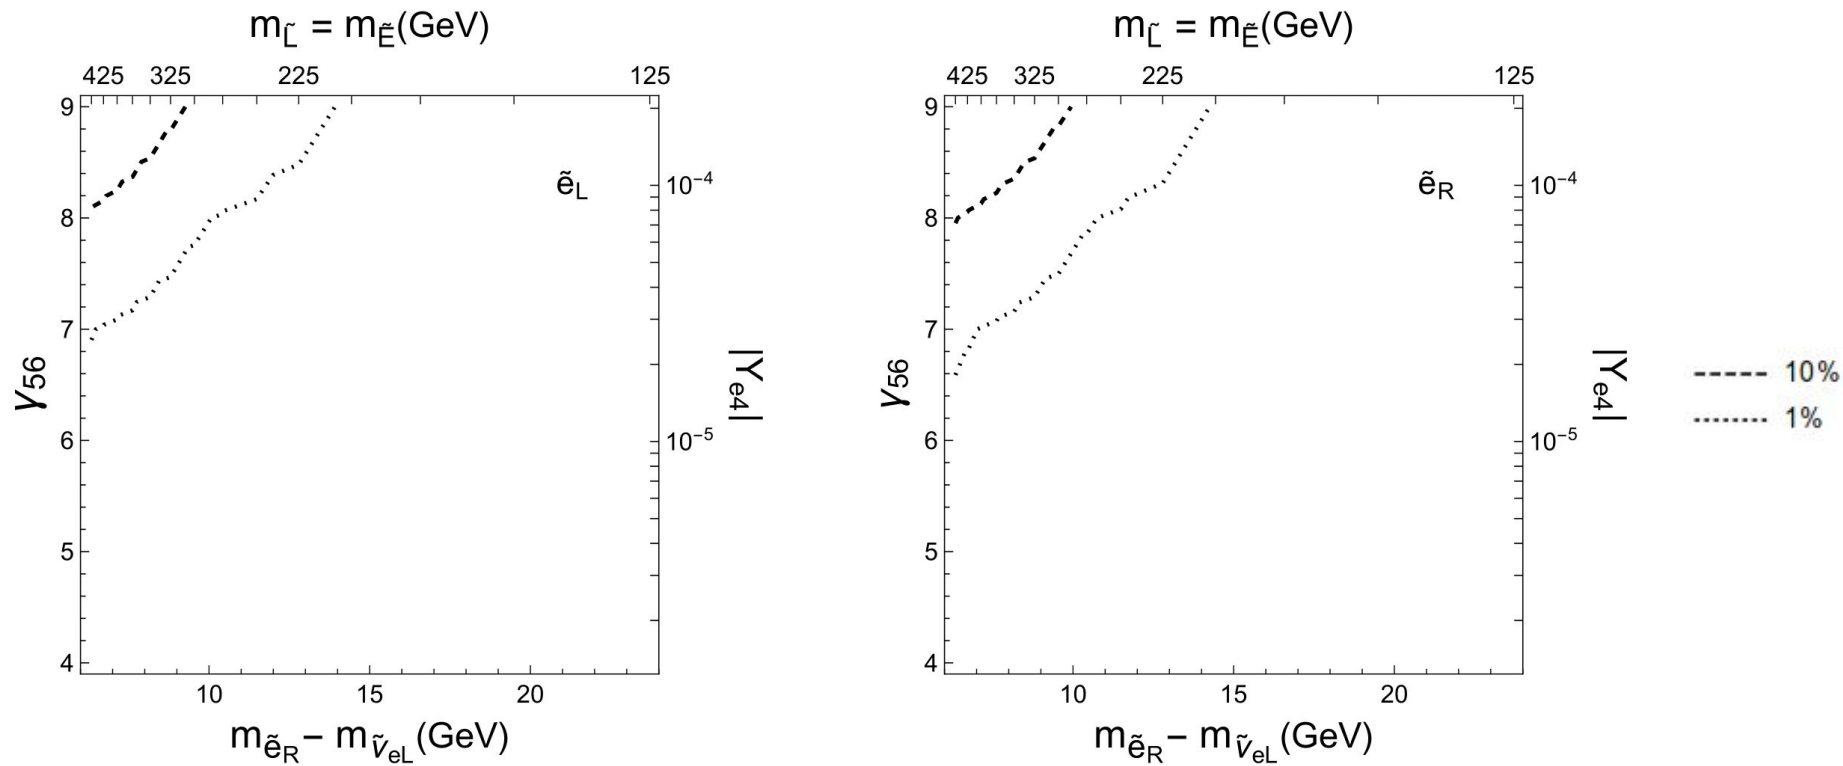 m_L̃ = m_Ẽ(GeV)
425 325 225 125
9
8
7
6
5
4
γ56
ẽL
10⁻⁴
10⁻⁵
|Y_e4|
10 15 20
m_ẽR − m_ν̃eL (GeV)
m_L̃ = m_Ẽ(GeV)
425 325 225 125
9
8
7
6
5
4
γ56
ẽR
10⁻⁴
10⁻⁵
|Y_e4|
10 15 20
m_ẽR − m_ν̃eL (GeV)
10%
1%